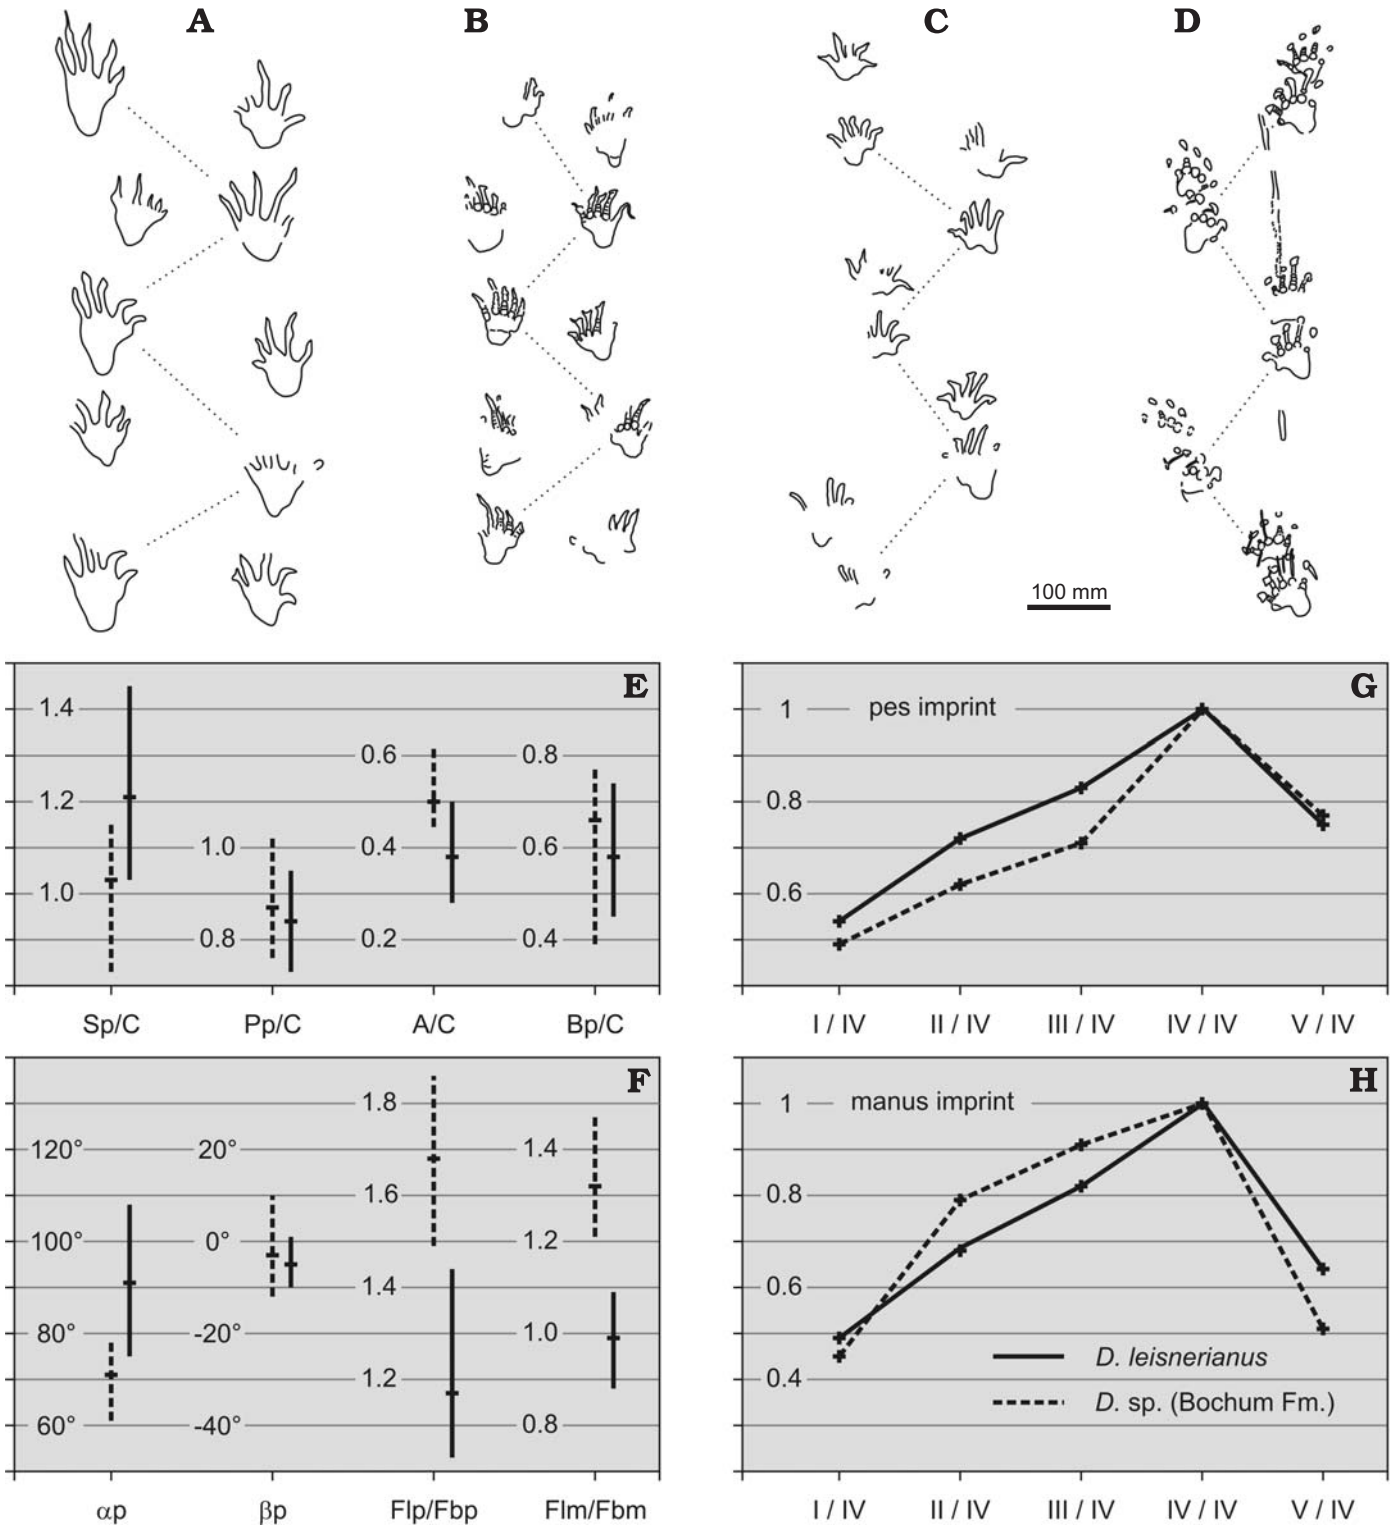 A B C D
100 mm
E
1.4 0.6 0.8
1.2
1.0 0.4 0.6
1.0
0.8 0.2 0.4
Sp/C Pp/C A/C Bp/C
G
1 pes imprint
0.8
0.6
I / IV II / IV III / IV IV / IV V / IV
F
1.8
120° 20° 1.4
1.6
100° 0° 1.2
1.4
80° -20° 1.0
1.2
60° -40° 0.8
αp βp Flp/Fbp Flm/Fbm
H
1 manus imprint
0.8
0.6
D. leisnerianus
0.4
D. sp. (Bochum Fm.)
I / IV II / IV III / IV IV / IV V / IV